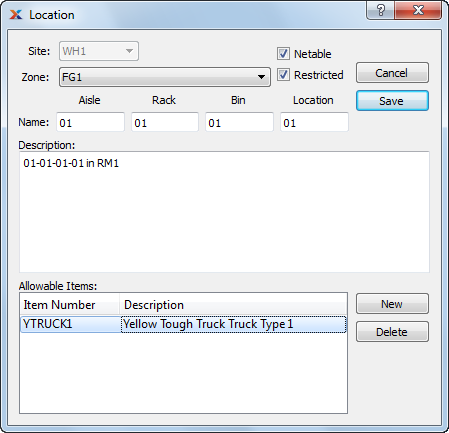 Location
Site: WH1
Netable
Zone: FG1
Restricted
Cancel
Save
Aisle Rack Bin Location
Name: 01 01 01 01
Description:
01-01-01-01 in RM1
Allowable Items:
Item Number Description
YTRUCK1 Yellow Tough Truck Truck Type 1
New
Delete